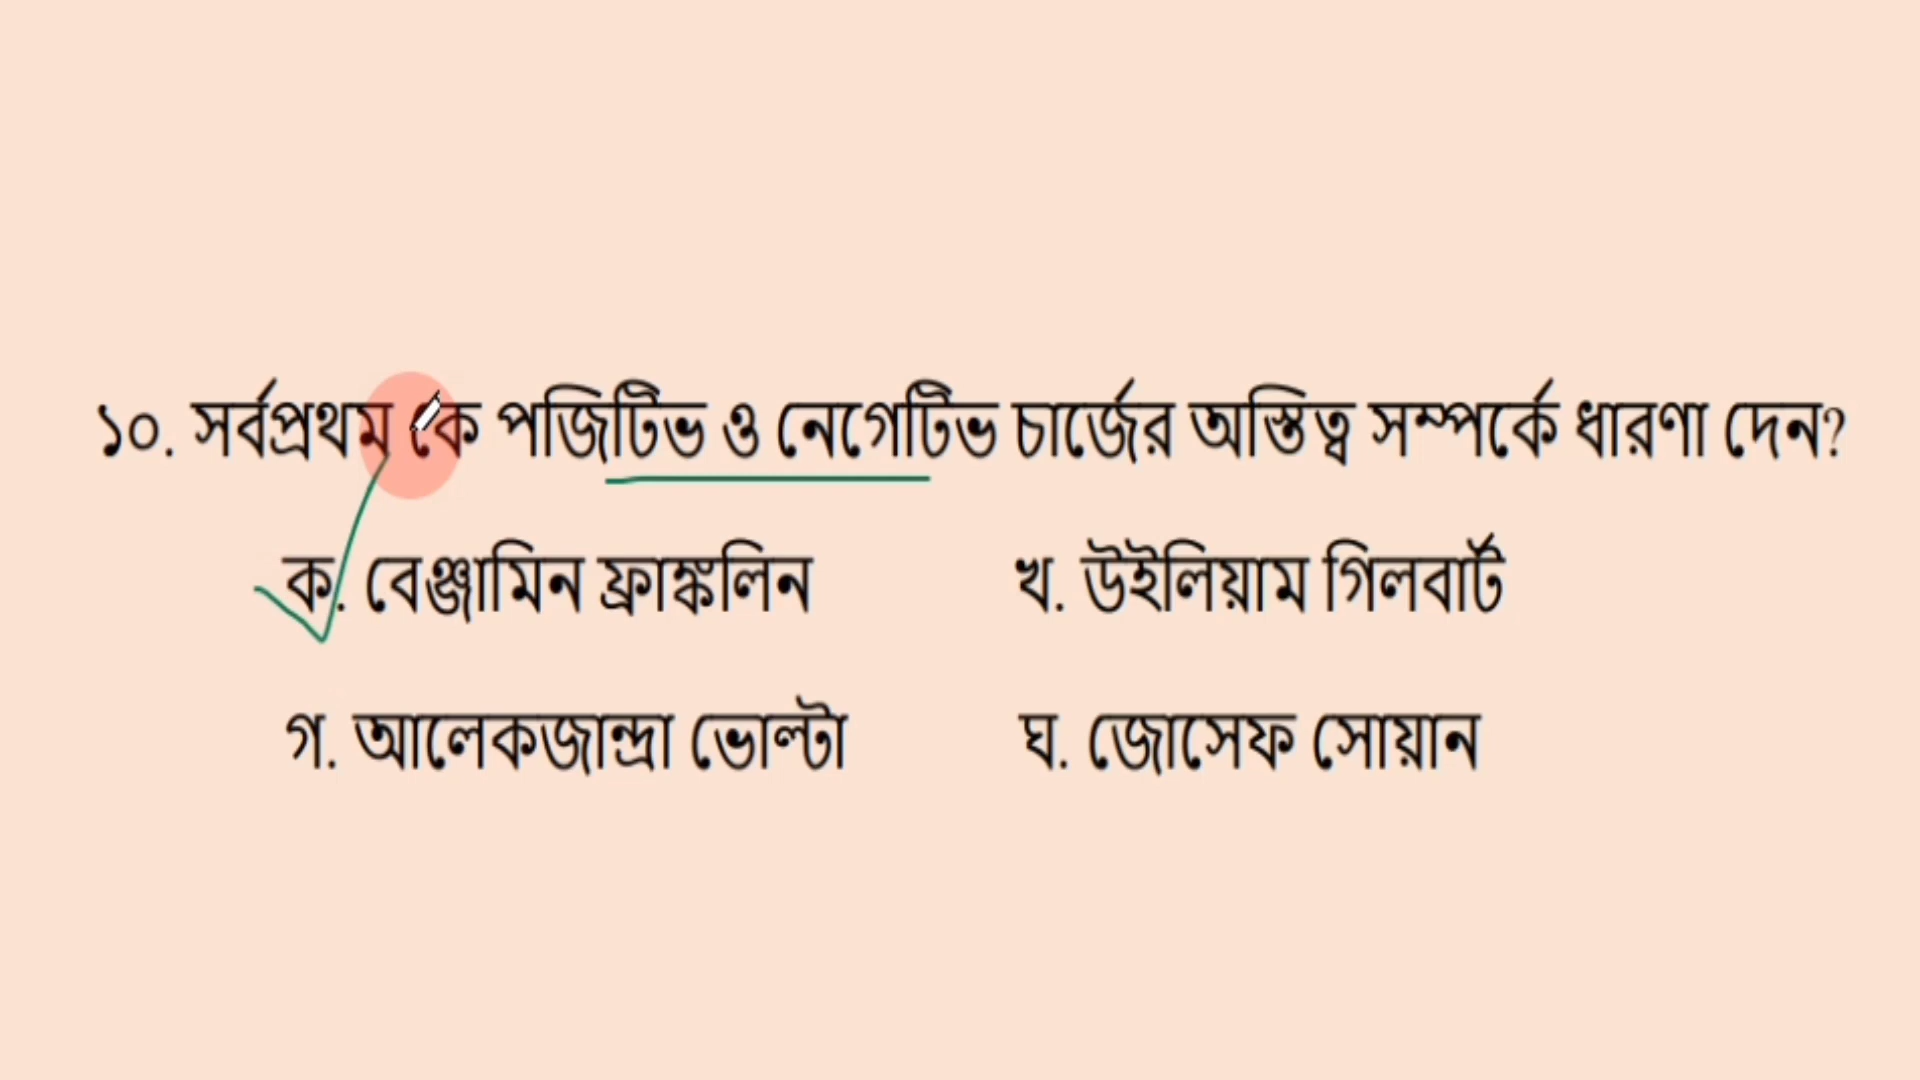 ১০. সর্বপ্রথম কে পজিটিভ ও নেগেটিভ চার্জের অস্তিত্ব সম্পর্কে ধারণা দেন?
ক. বেঞ্জামিন ফ্রাঙ্কলিন খ. উইলিয়াম গিলবার্ট
গ. আলেকজান্দ্রা ভোল্টা ঘ. জোসেফ সোয়ান